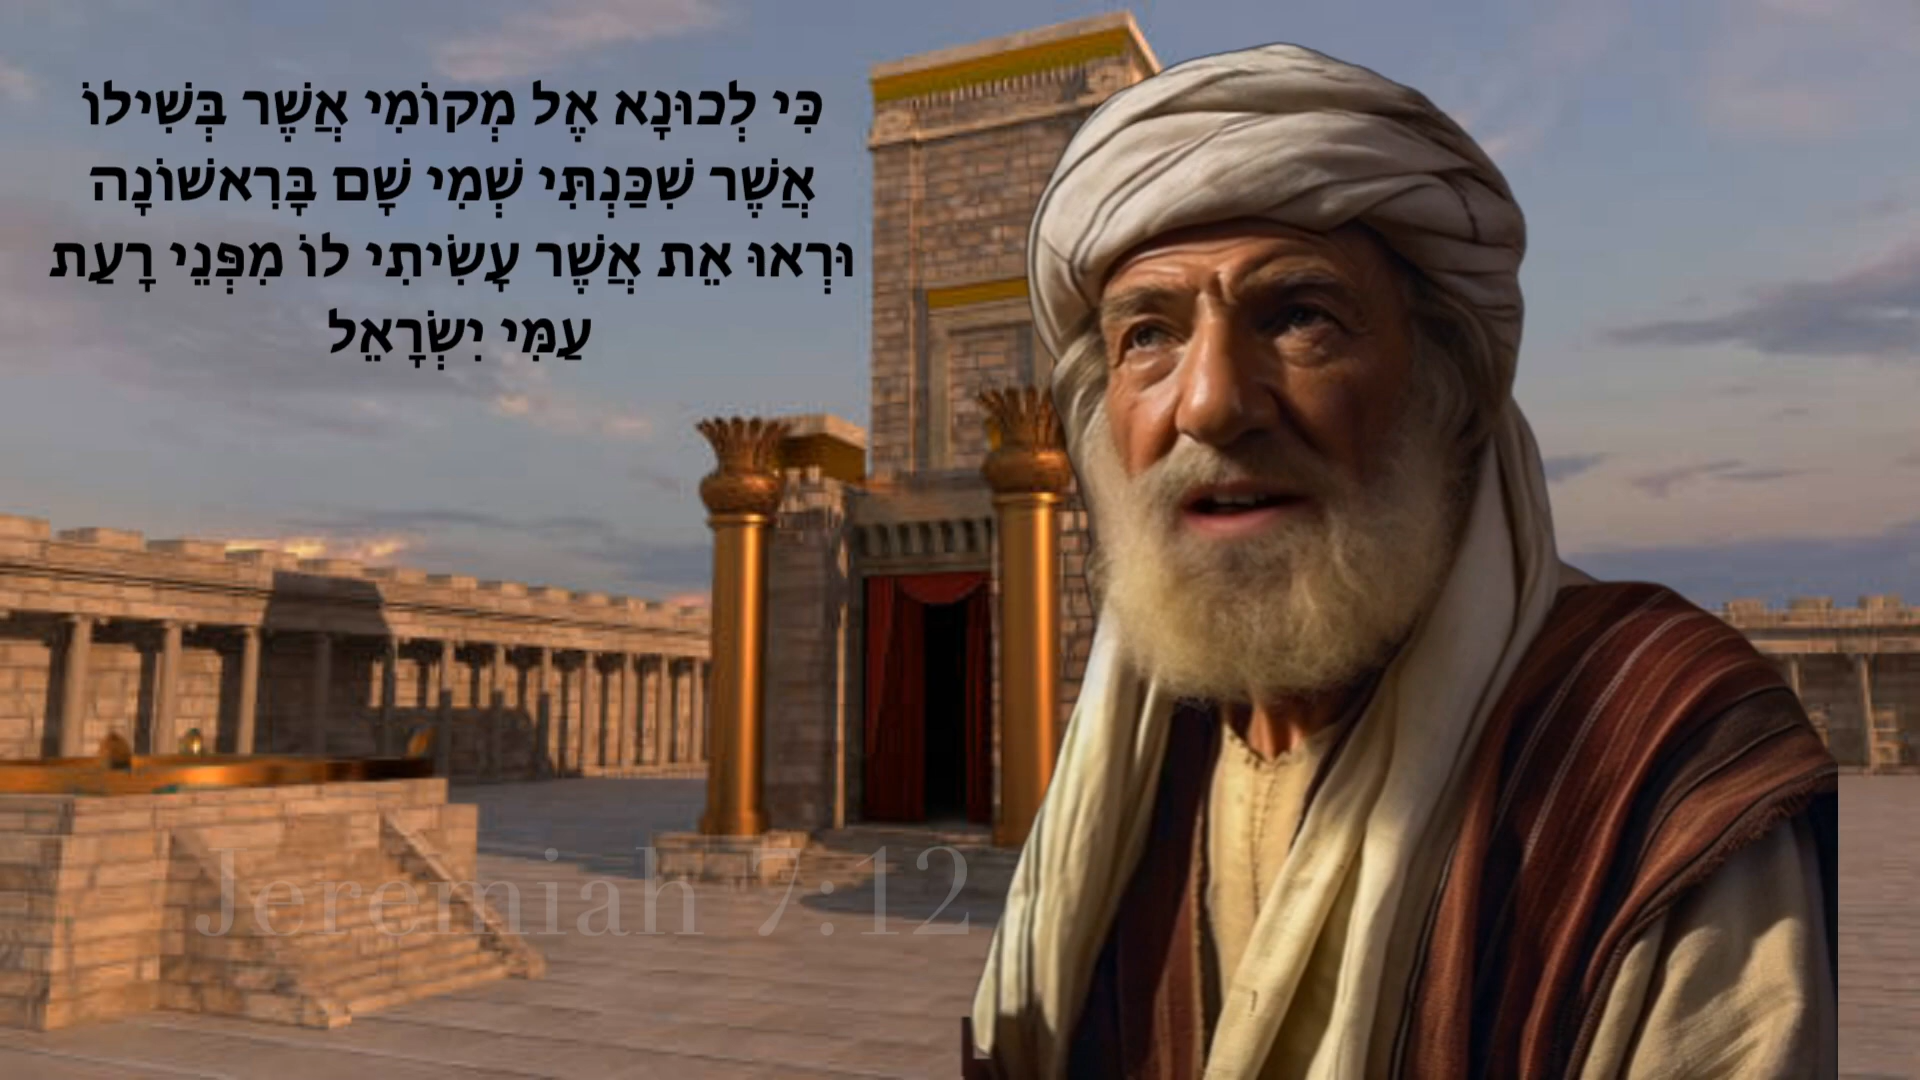 כִּי לְכוּנָא אֶל מְקוֹמִי אֲשֶׁר בְּשִׁילוֹ
אֲשֶׁר שִׁכַּנְתִּי שְׁמִי שָׁם בָּרִאשׁוֹנָה
וּרְאוּ אֵת אֲשֶׁר עָשִׂיתִי לוֹ מִפְּנֵי רָעַת
עַמִּי יִשְׂרָאֵל
Jeremiah 7:12